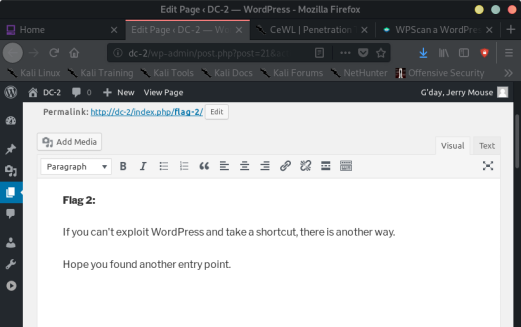 Edit Page ‹ DC-2 — WordPress - Mozilla Firefox
Home
Edit Page ‹ DC-2 — Wo
CeWL | Penetration
WPScan a WordPre
dc-2/wp-admin/post.php?post=21&a
Kali Linux
Kali Training
Kali Tools
Kali Docs
Kali Forums
NetHunter
Offensive Security
DC-2
0
New
View Page
G'day, Jerry Mouse
Permalink: http://dc-2/index.php/flag-2/ Edit
Add Media
Visual
Text
Paragraph
B
I
Flag 2:
If you can't exploit WordPress and take a shortcut, there is another way.
Hope you found another entry point.